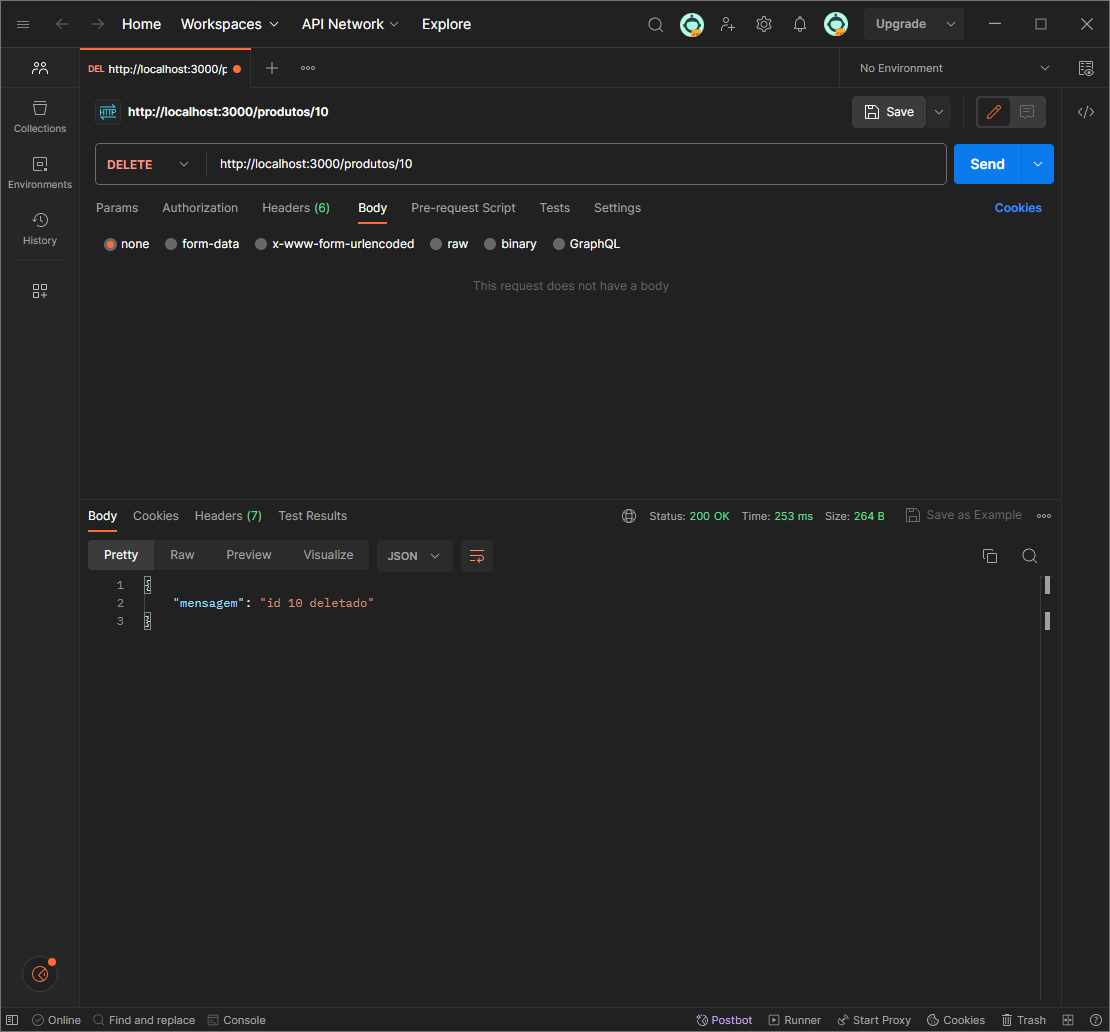 Home Workspaces API Network Explore Upgrade
DEL http://localhost:3000/p No Environment
HTTP http://localhost:3000/produtos/10 Save
Collections
Environments
History
DELETE http://localhost:3000/produtos/10 Send
Params Authorization Headers (6) Body Pre-request Script Tests Settings Cookies
none form-data x-www-form-urlencoded raw binary GraphQL
This request does not have a body
Body Cookies Headers (7) Test Results Status: 200 OK Time: 253 ms Size: 264 B Save as Example
Pretty Raw Preview Visualize JSON
1 {
2 "mensagem": "id 10 deletado"
3 }
Online Find and replace Console Postbot Runner Start Proxy Cookies Trash